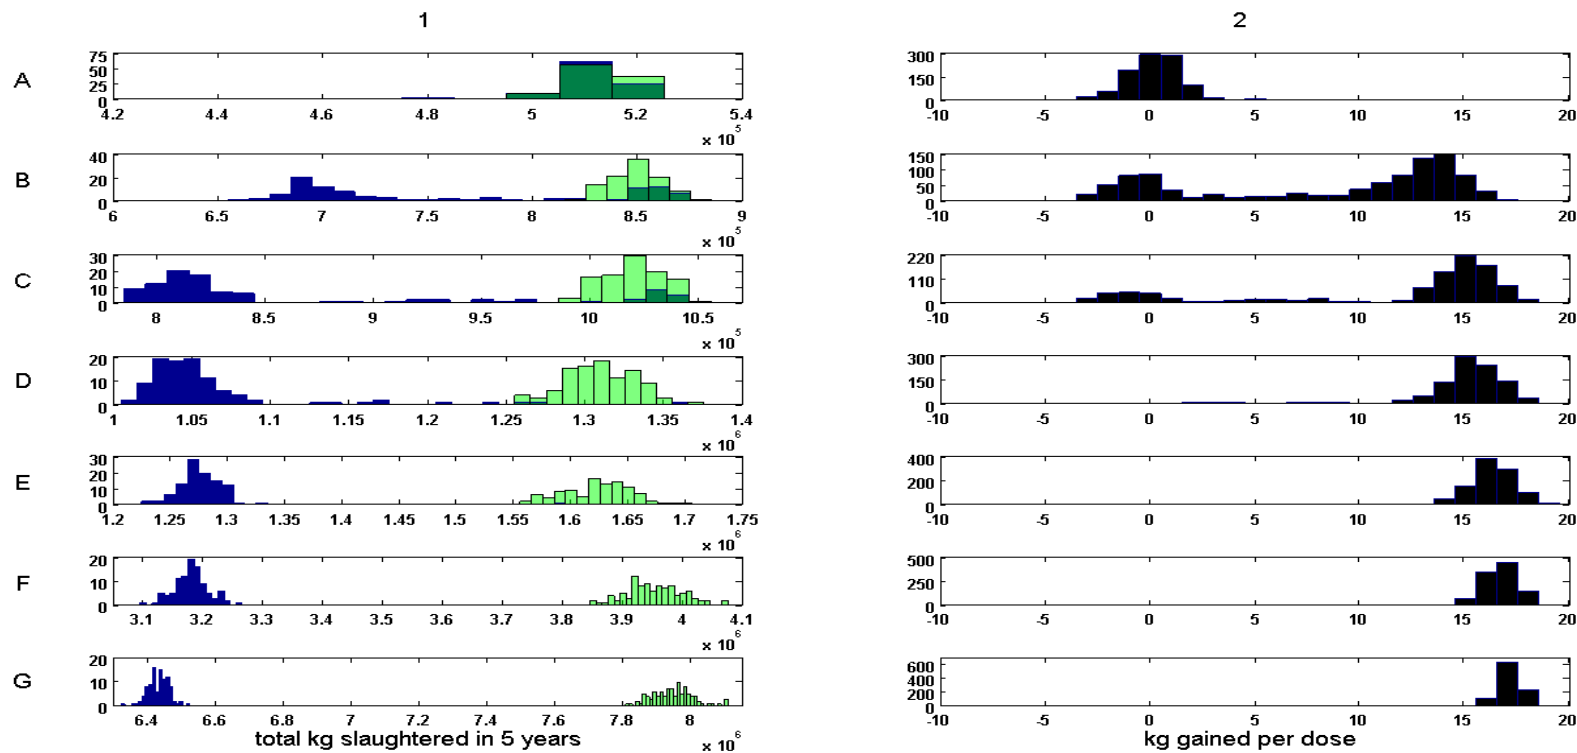 1 2
A
75
50
25
0
4.2 4.4 4.6 4.8 5 5.2 5.4
x 10^5
300
150
0
-10 -5 0 5 10 15 20
B
40
20
0
6 6.5 7 7.5 8 8.5 9
x 10^5
150
100
50
0
-10 -5 0 5 10 15 20
C
30
20
10
0
8 8.5 9 9.5 10 10.5
x 10^5
220
110
0
-10 -5 0 5 10 15 20
D
20
10
0
1 1.05 1.1 1.15 1.2 1.25 1.3 1.35 1.4
x 10^6
300
150
0
-10 -5 0 5 10 15 20
E
30
20
10
0
1.2 1.25 1.3 1.35 1.4 1.45 1.5 1.55 1.6 1.65 1.7 1.75
x 10^6
400
200
0
-10 -5 0 5 10 15 20
F
20
10
0
3.1 3.2 3.3 3.4 3.5 3.6 3.7 3.8 3.9 4 4.1
x 10^6
500
250
0
-10 -5 0 5 10 15 20
G
20
10
0
6.4 6.6 6.8 7 7.2 7.4 7.6 7.8 8
x 10^6
total kg slaughtered in 5 years
600
400
200
0
-10 -5 0 5 10 15 20
kg gained per dose